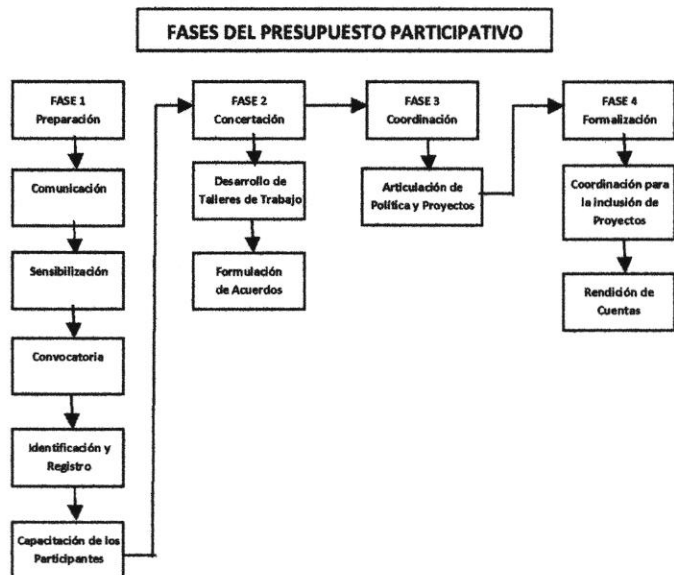 FASES DEL PRESUPUESTO PARTICIPATIVO
FASE 1
Preparación
Comunicación
Sensibilización
Convocatoria
Identificación y
Registro
Capacitación de los
Participantes
FASE 2
Concertación
Desarrollo de
Talleres de Trabajo
Formulación
de Acuerdos
FASE 3
Coordinación
Articulación de
Política y Proyectos
FASE 4
Formalización
Coordinación para
la inclusión de
Proyectos
Rendición de
Cuentas